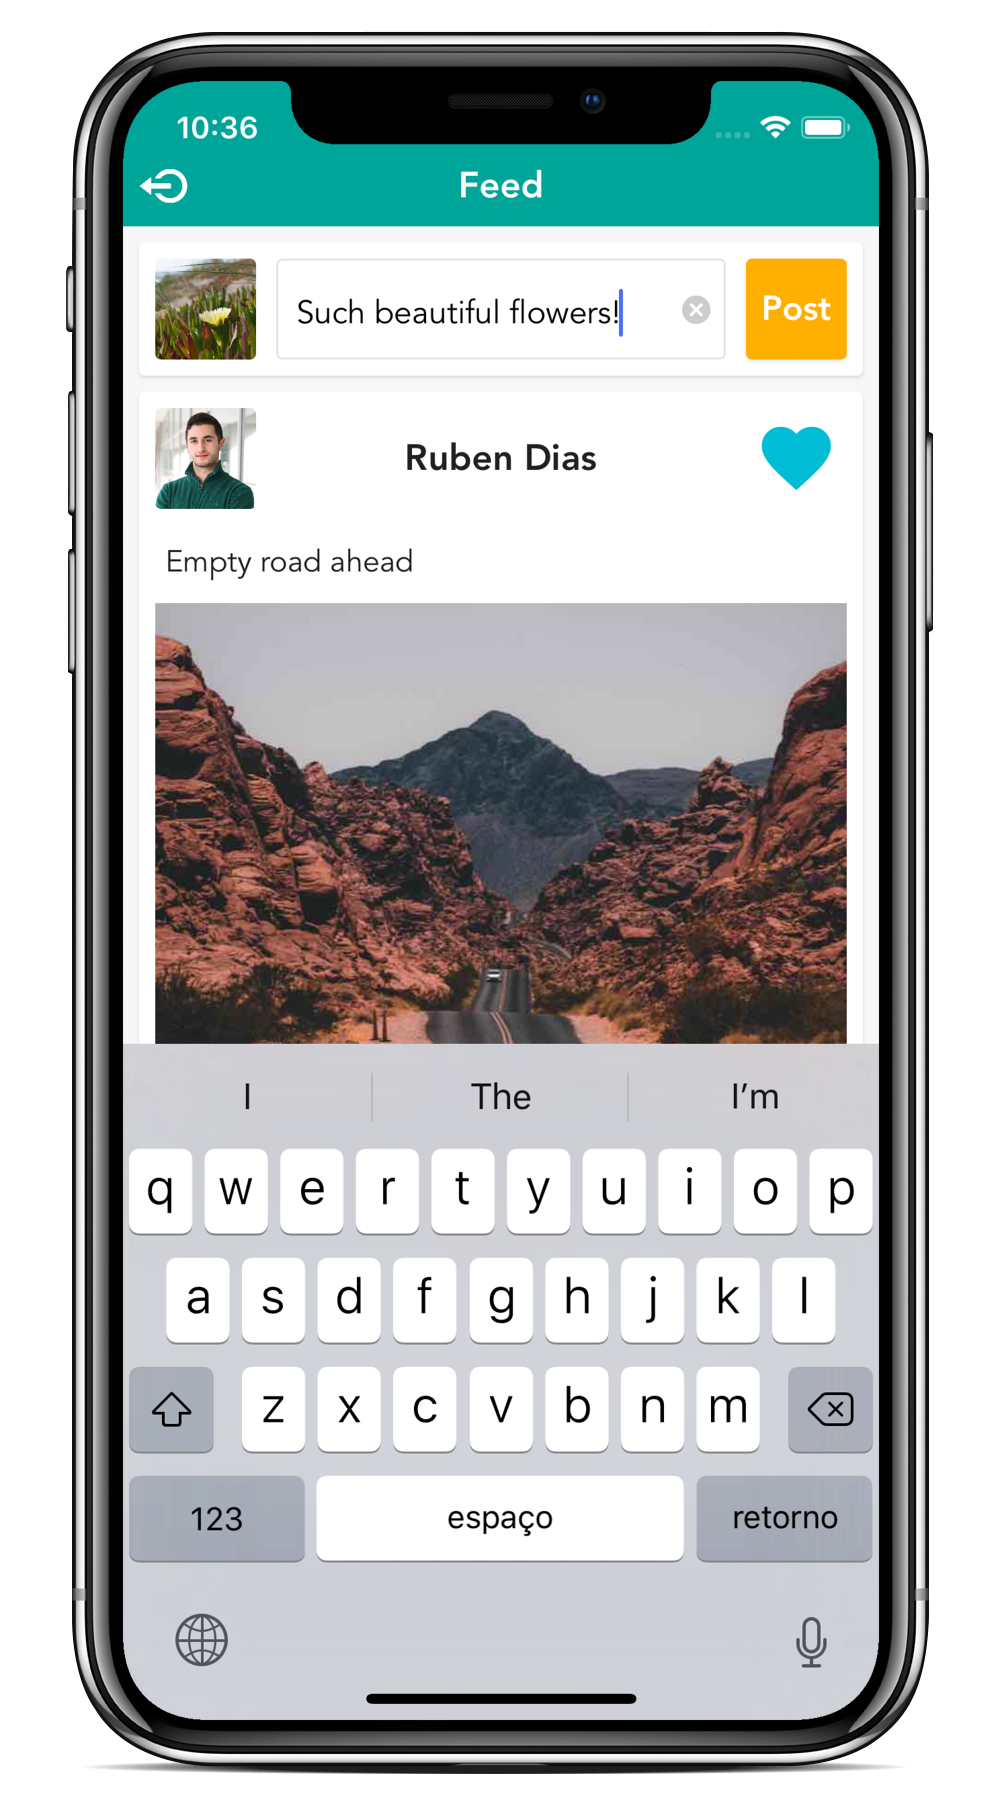 10:36
Feed
Such beautiful flowers!
Post
Ruben Dias
Empty road ahead
I The I'm
q w e r t y u i o p
a s d f g h j k l
z x c v b n m
123 espaço retorno